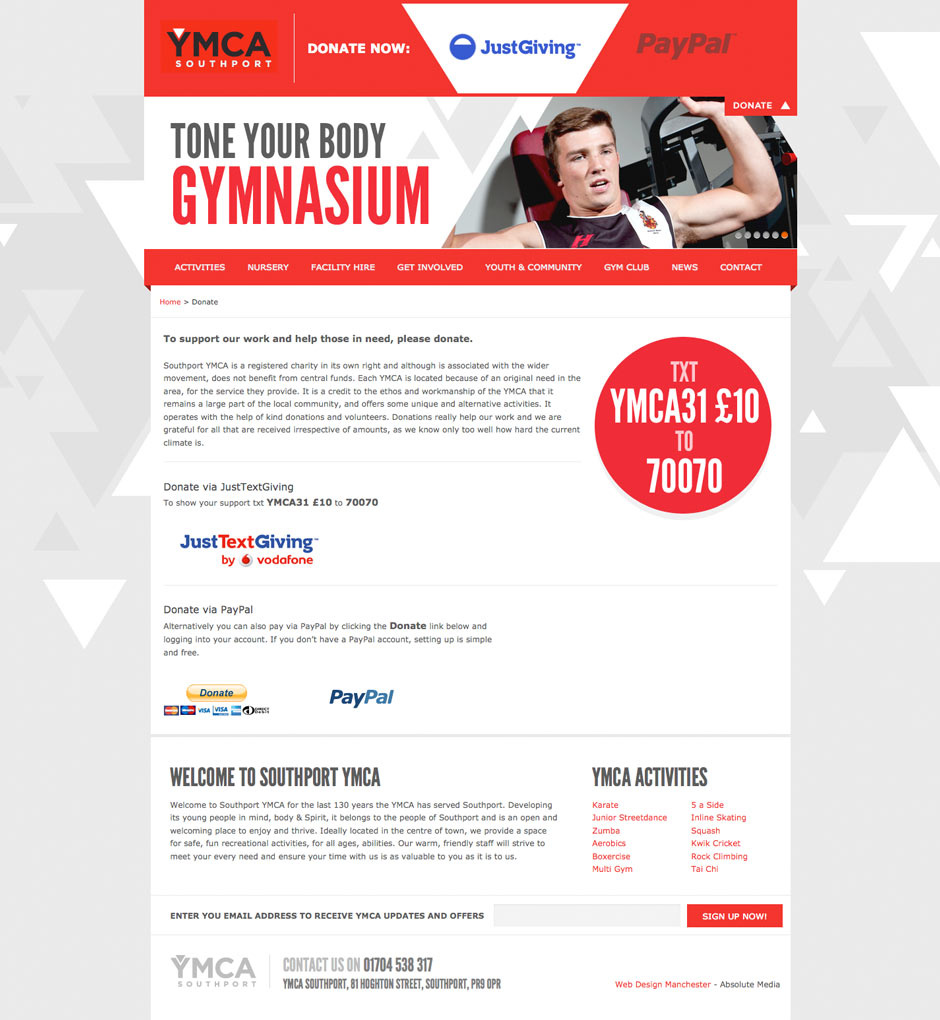 YMCA
SOUTHPORT
DONATE NOW:
JustGiving™
PayPal™
DONATE
TONE YOUR BODY
GYMNASIUM
ACTIVITIES NURSERY FACILITY HIRE GET INVOLVED YOUTH & COMMUNITY GYM CLUB NEWS CONTACT
Home > Donate
To support our work and help those in need, please donate.
Southport YMCA is a registered charity in its own right and although is associated with the wider
movement, does not benefit from central funds. Each YMCA is located because of an original need in the
area, for the service they provide. It is a credit to the ethos and workmanship of the YMCA that it
remains a large part of the local community, and offers some unique and alternative activities. It
operates with the help of kind donations and volunteers. Donations really help our work and we are
grateful for all that are received irrespective of amounts, as we know only too well how hard the current
climate is.
TXT
YMCA31 £10
TO
70070
Donate via JustTextGiving
To show your support txt YMCA31 £10 to 70070
JustTextGiving™
by vodafone
Donate via PayPal
Alternatively you can also pay via PayPal by clicking the Donate link below and
logging into your account. If you don't have a PayPal account, setting up is simple
and free.
Donate
VISA VISA DIRECT Debit
PayPal
WELCOME TO SOUTHPORT YMCA
Welcome to Southport YMCA for the last 130 years the YMCA has served Southport. Developing
its young people in mind, body & Spirit, it belongs to the people of Southport and is an open and
welcoming place to enjoy and thrive. Ideally located in the centre of town, we provide a space
for safe, fun recreational activities, for all ages, abilities. Our warm, friendly staff will strive to
meet your every need and ensure your time with us is as valuable to you as it is to us.
YMCA ACTIVITIES
Karate 5 a Side
Junior Streetdance Inline Skating
Zumba Squash
Aerobics Kwik Cricket
Boxercise Rock Climbing
Multi Gym Tai Chi
ENTER YOU EMAIL ADDRESS TO RECEIVE YMCA UPDATES AND OFFERS
SIGN UP NOW!
YMCA
SOUTHPORT
CONTACT US ON 01704 538 317
YMCA SOUTHPORT, 81 HOGHTON STREET, SOUTHPORT, PR9 0PR
Web Design Manchester - Absolute Media